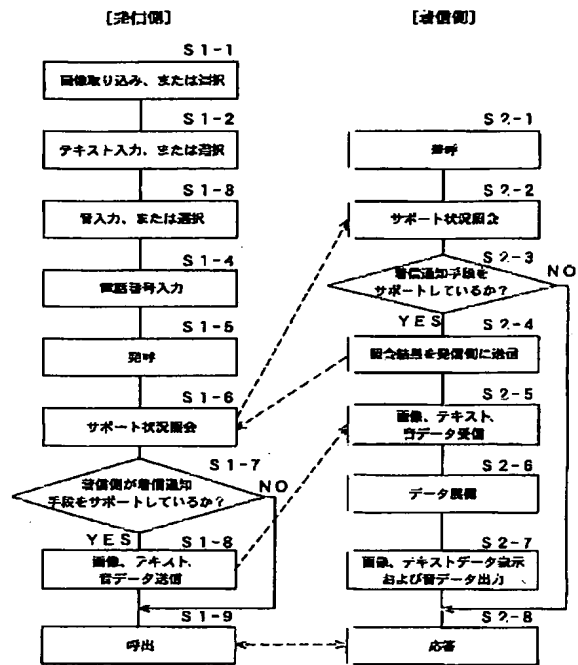 ［発信側］
S1-1
画像取り込み、または選択
S1-2
テキスト入力、または選択
S1-3
音入力、または選択
S1-4
電話番号入力
S1-5
発呼
S1-6
サポート状況照会
S1-7
着信側が着信通知
手段をサポートしているか？
NO
YES
S1-8
画像、テキスト、
音データ送信
S1-9
呼出
［着信側］
S2-1
着呼
S2-2
サポート状況照会
S2-3
着信通知手段を
サポートしているか？
NO
YES
S2-4
照会結果を発信側に送信
S2-5
画像、テキスト、
音データ受信
S2-6
データ展開
S2-7
画像、テキストデータ表示
および音データ出力
S2-8
応答